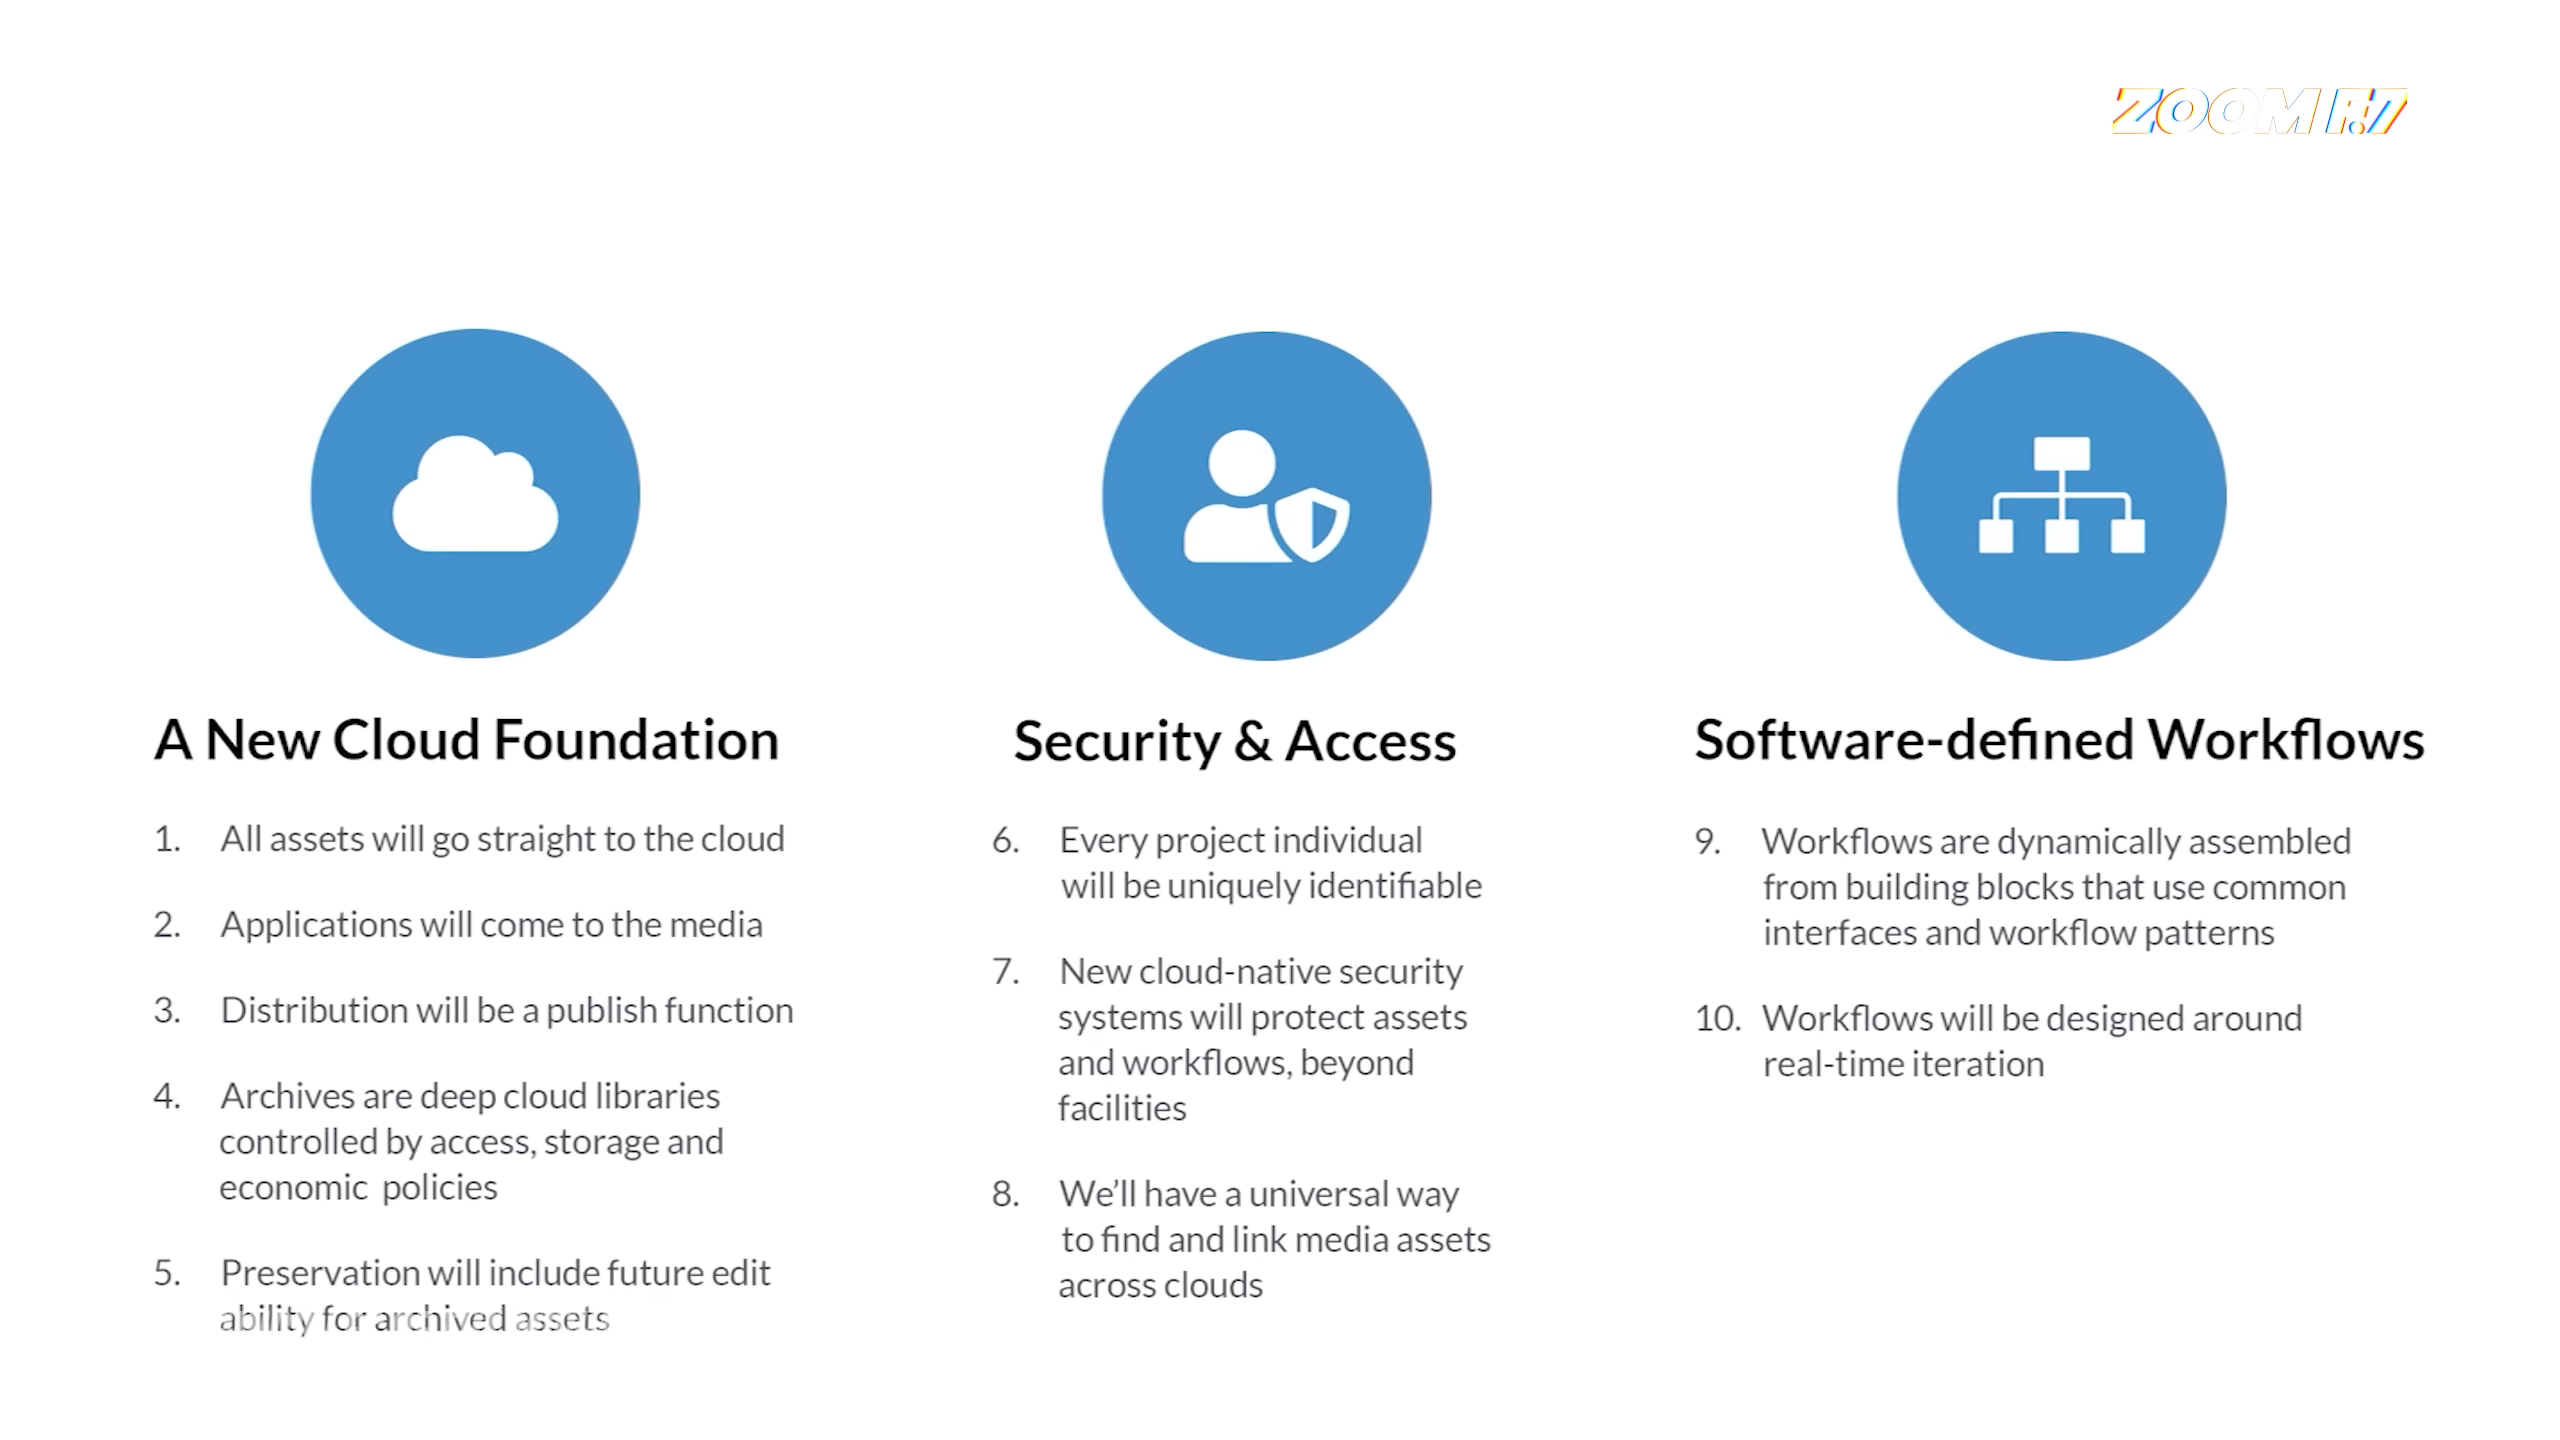 ZOOM F.7
A New Cloud Foundation
1. All assets will go straight to the cloud
2. Applications will come to the media
3. Distribution will be a publish function
4. Archives are deep cloud libraries
controlled by access, storage and
economic policies
5. Preservation will include future edit
ability for archived assets
Security & Access
6. Every project individual
will be uniquely identifiable
7. New cloud-native security
systems will protect assets
and workflows, beyond
facilities
8. We’ll have a universal way
to find and link media assets
across clouds
Software-defined Workflows
9. Workflows are dynamically assembled
from building blocks that use common
interfaces and workflow patterns
10. Workflows will be designed around
real-time iteration